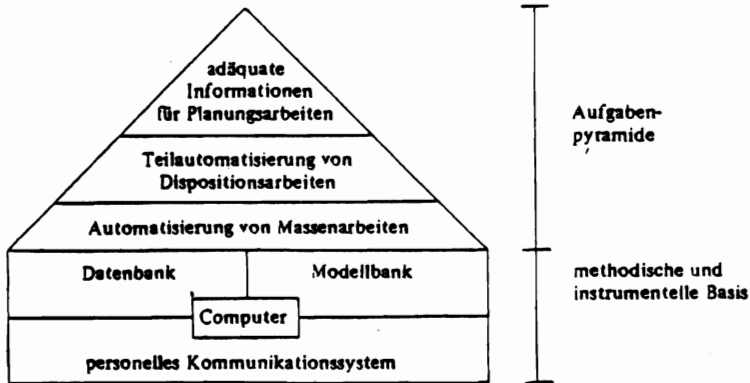 adäquate
Informationen
für Planungsarbeiten
Teilautomatisierung von
Dispositionsarbeiten
Automatisierung von Massenarbeiten
Datenbank
Modellbank
Computer
personelles Kommunikationssystem
Aufgaben-
pyramide
methodische und
instrumentelle Basis